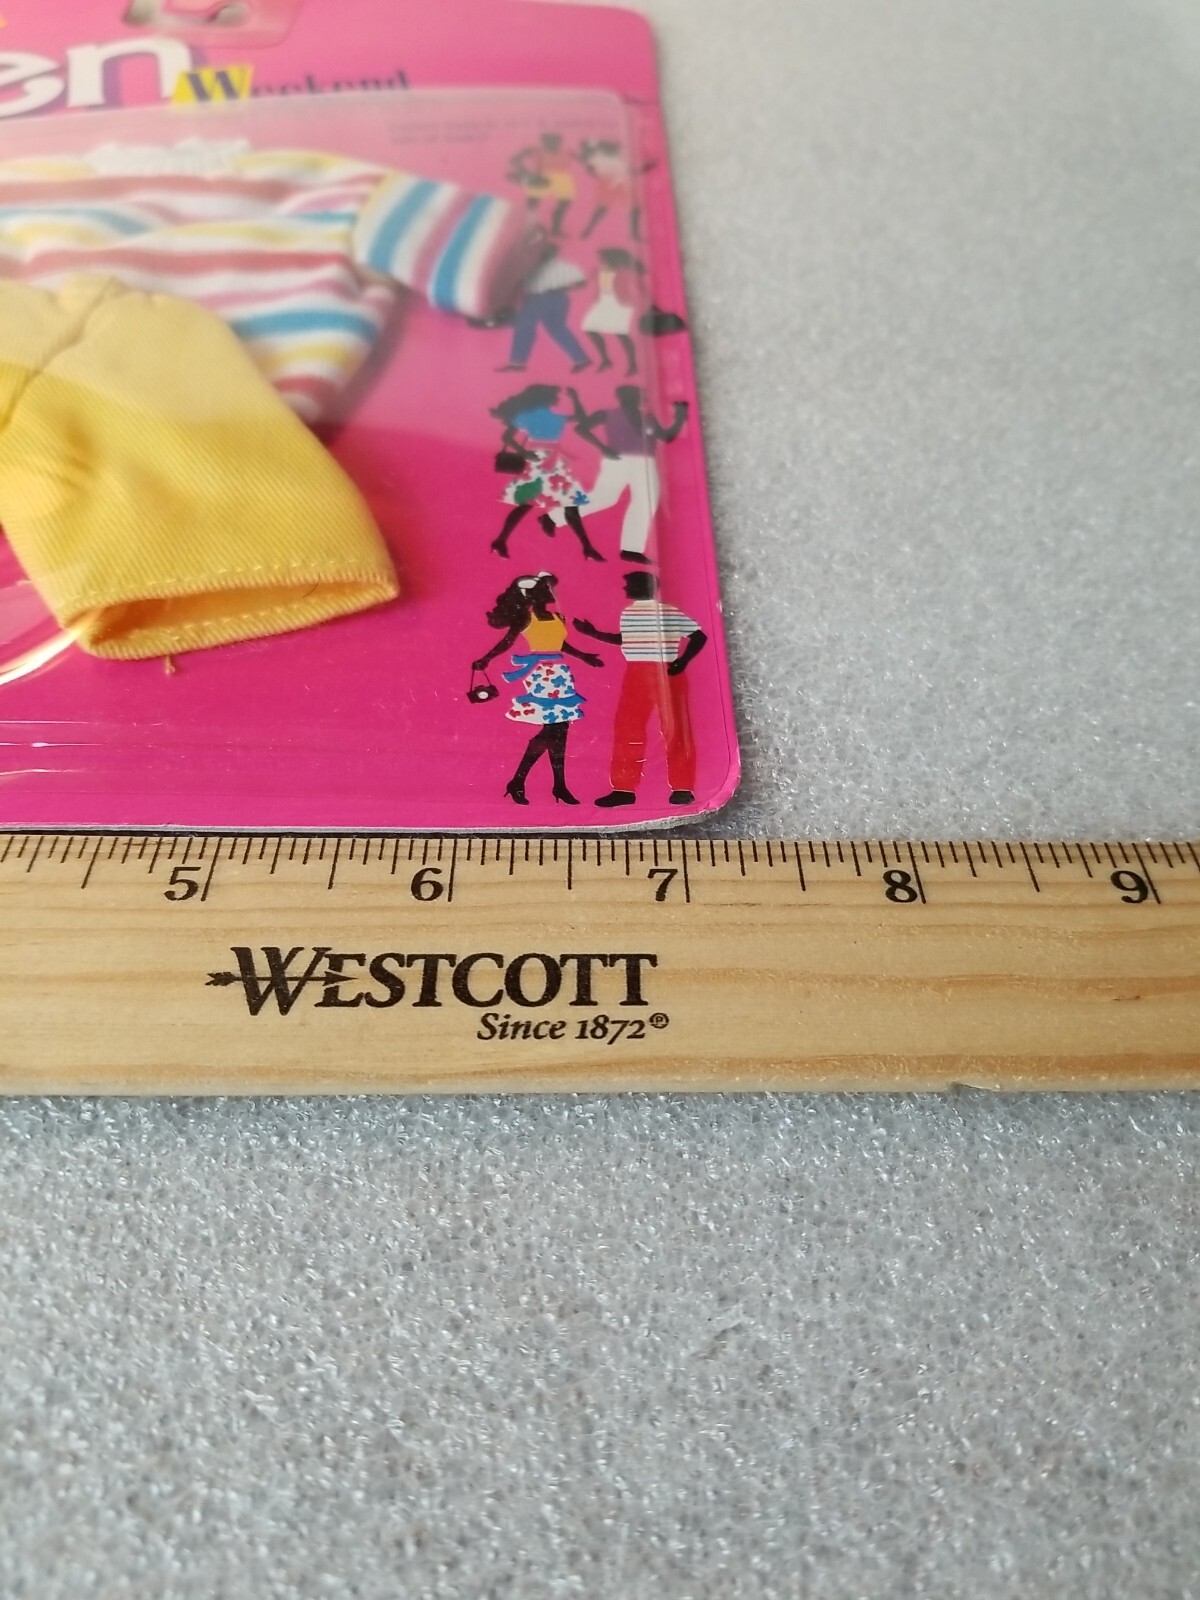 en Weekend
5 6 7 8 9
WESTCOTT
Since 1872®